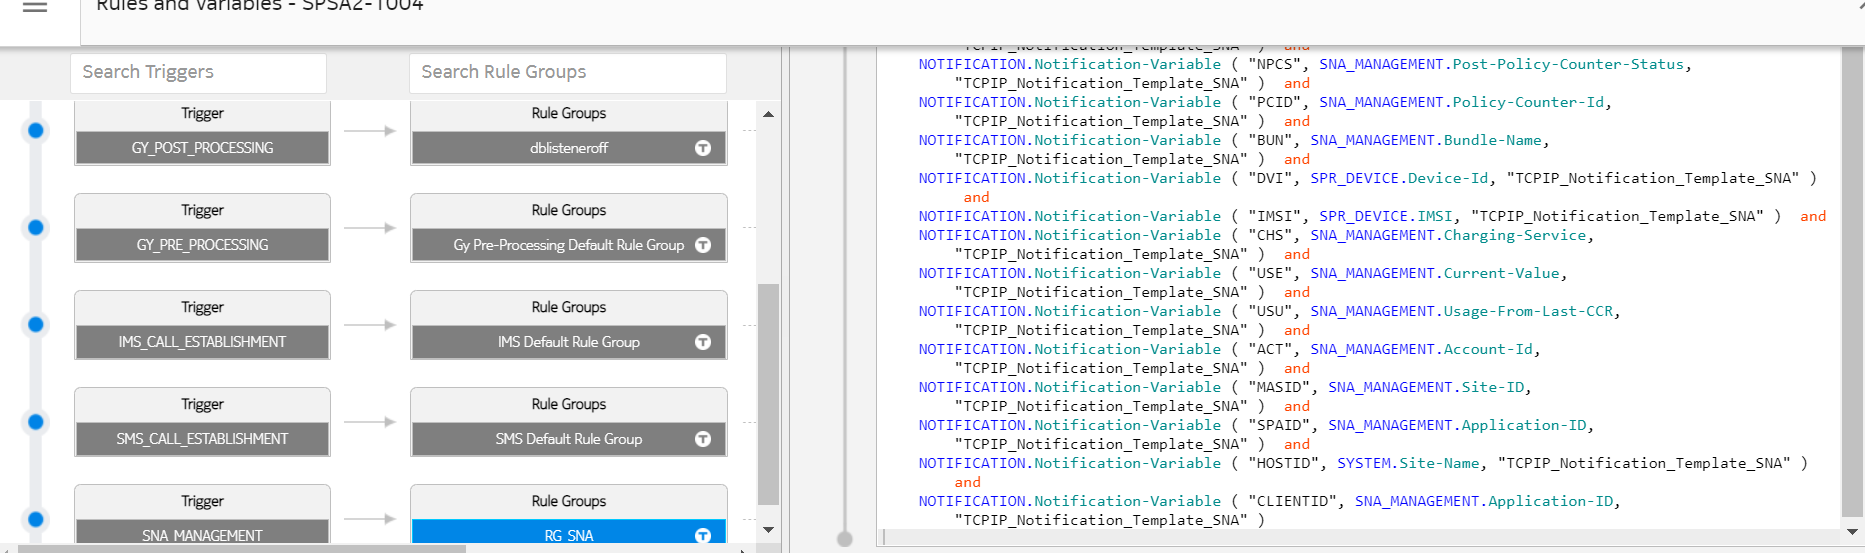 Rules and Variables - SPSA2-T004
Search Triggers
Search Rule Groups
Trigger
Rule Groups
GY_POST_PROCESSING
dblisteneroff
T
Trigger
Rule Groups
GY_PRE_PROCESSING
Gy Pre-Processing Default Rule Group
T
Trigger
Rule Groups
IMS_CALL_ESTABLISHMENT
IMS Default Rule Group
T
Trigger
Rule Groups
SMS_CALL_ESTABLISHMENT
SMS Default Rule Group
T
Trigger
Rule Groups
SNA_MANAGEMENT
RG_SNA
T
"TCPIP_Notification_Template_SNA" ) and
NOTIFICATION.Notification-Variable ( "NPCS", SNA_MANAGEMENT.Post-Policy-Counter-Status,
"TCPIP_Notification_Template_SNA" ) and
NOTIFICATION.Notification-Variable ( "PCID", SNA_MANAGEMENT.Policy-Counter-Id,
"TCPIP_Notification_Template_SNA" ) and
NOTIFICATION.Notification-Variable ( "BUN", SNA_MANAGEMENT.Bundle-Name,
"TCPIP_Notification_Template_SNA" ) and
NOTIFICATION.Notification-Variable ( "DVI", SPR_DEVICE.Device-Id, "TCPIP_Notification_Template_SNA" )
and
NOTIFICATION.Notification-Variable ( "IMSI", SPR_DEVICE.IMSI, "TCPIP_Notification_Template_SNA" ) and
NOTIFICATION.Notification-Variable ( "CHS", SNA_MANAGEMENT.Charging-Service,
"TCPIP_Notification_Template_SNA" ) and
NOTIFICATION.Notification-Variable ( "USE", SNA_MANAGEMENT.Current-Value,
"TCPIP_Notification_Template_SNA" ) and
NOTIFICATION.Notification-Variable ( "USU", SNA_MANAGEMENT.Usage-From-Last-CCR,
"TCPIP_Notification_Template_SNA" ) and
NOTIFICATION.Notification-Variable ( "ACT", SNA_MANAGEMENT.Account-Id,
"TCPIP_Notification_Template_SNA" ) and
NOTIFICATION.Notification-Variable ( "MASID", SNA_MANAGEMENT.Site-ID,
"TCPIP_Notification_Template_SNA" ) and
NOTIFICATION.Notification-Variable ( "SPAID", SNA_MANAGEMENT.Application-ID,
"TCPIP_Notification_Template_SNA" ) and
NOTIFICATION.Notification-Variable ( "HOSTID", SYSTEM.Site-Name, "TCPIP_Notification_Template_SNA" )
and
NOTIFICATION.Notification-Variable ( "CLIENTID", SNA_MANAGEMENT.Application-ID,
"TCPIP_Notification_Template_SNA" )